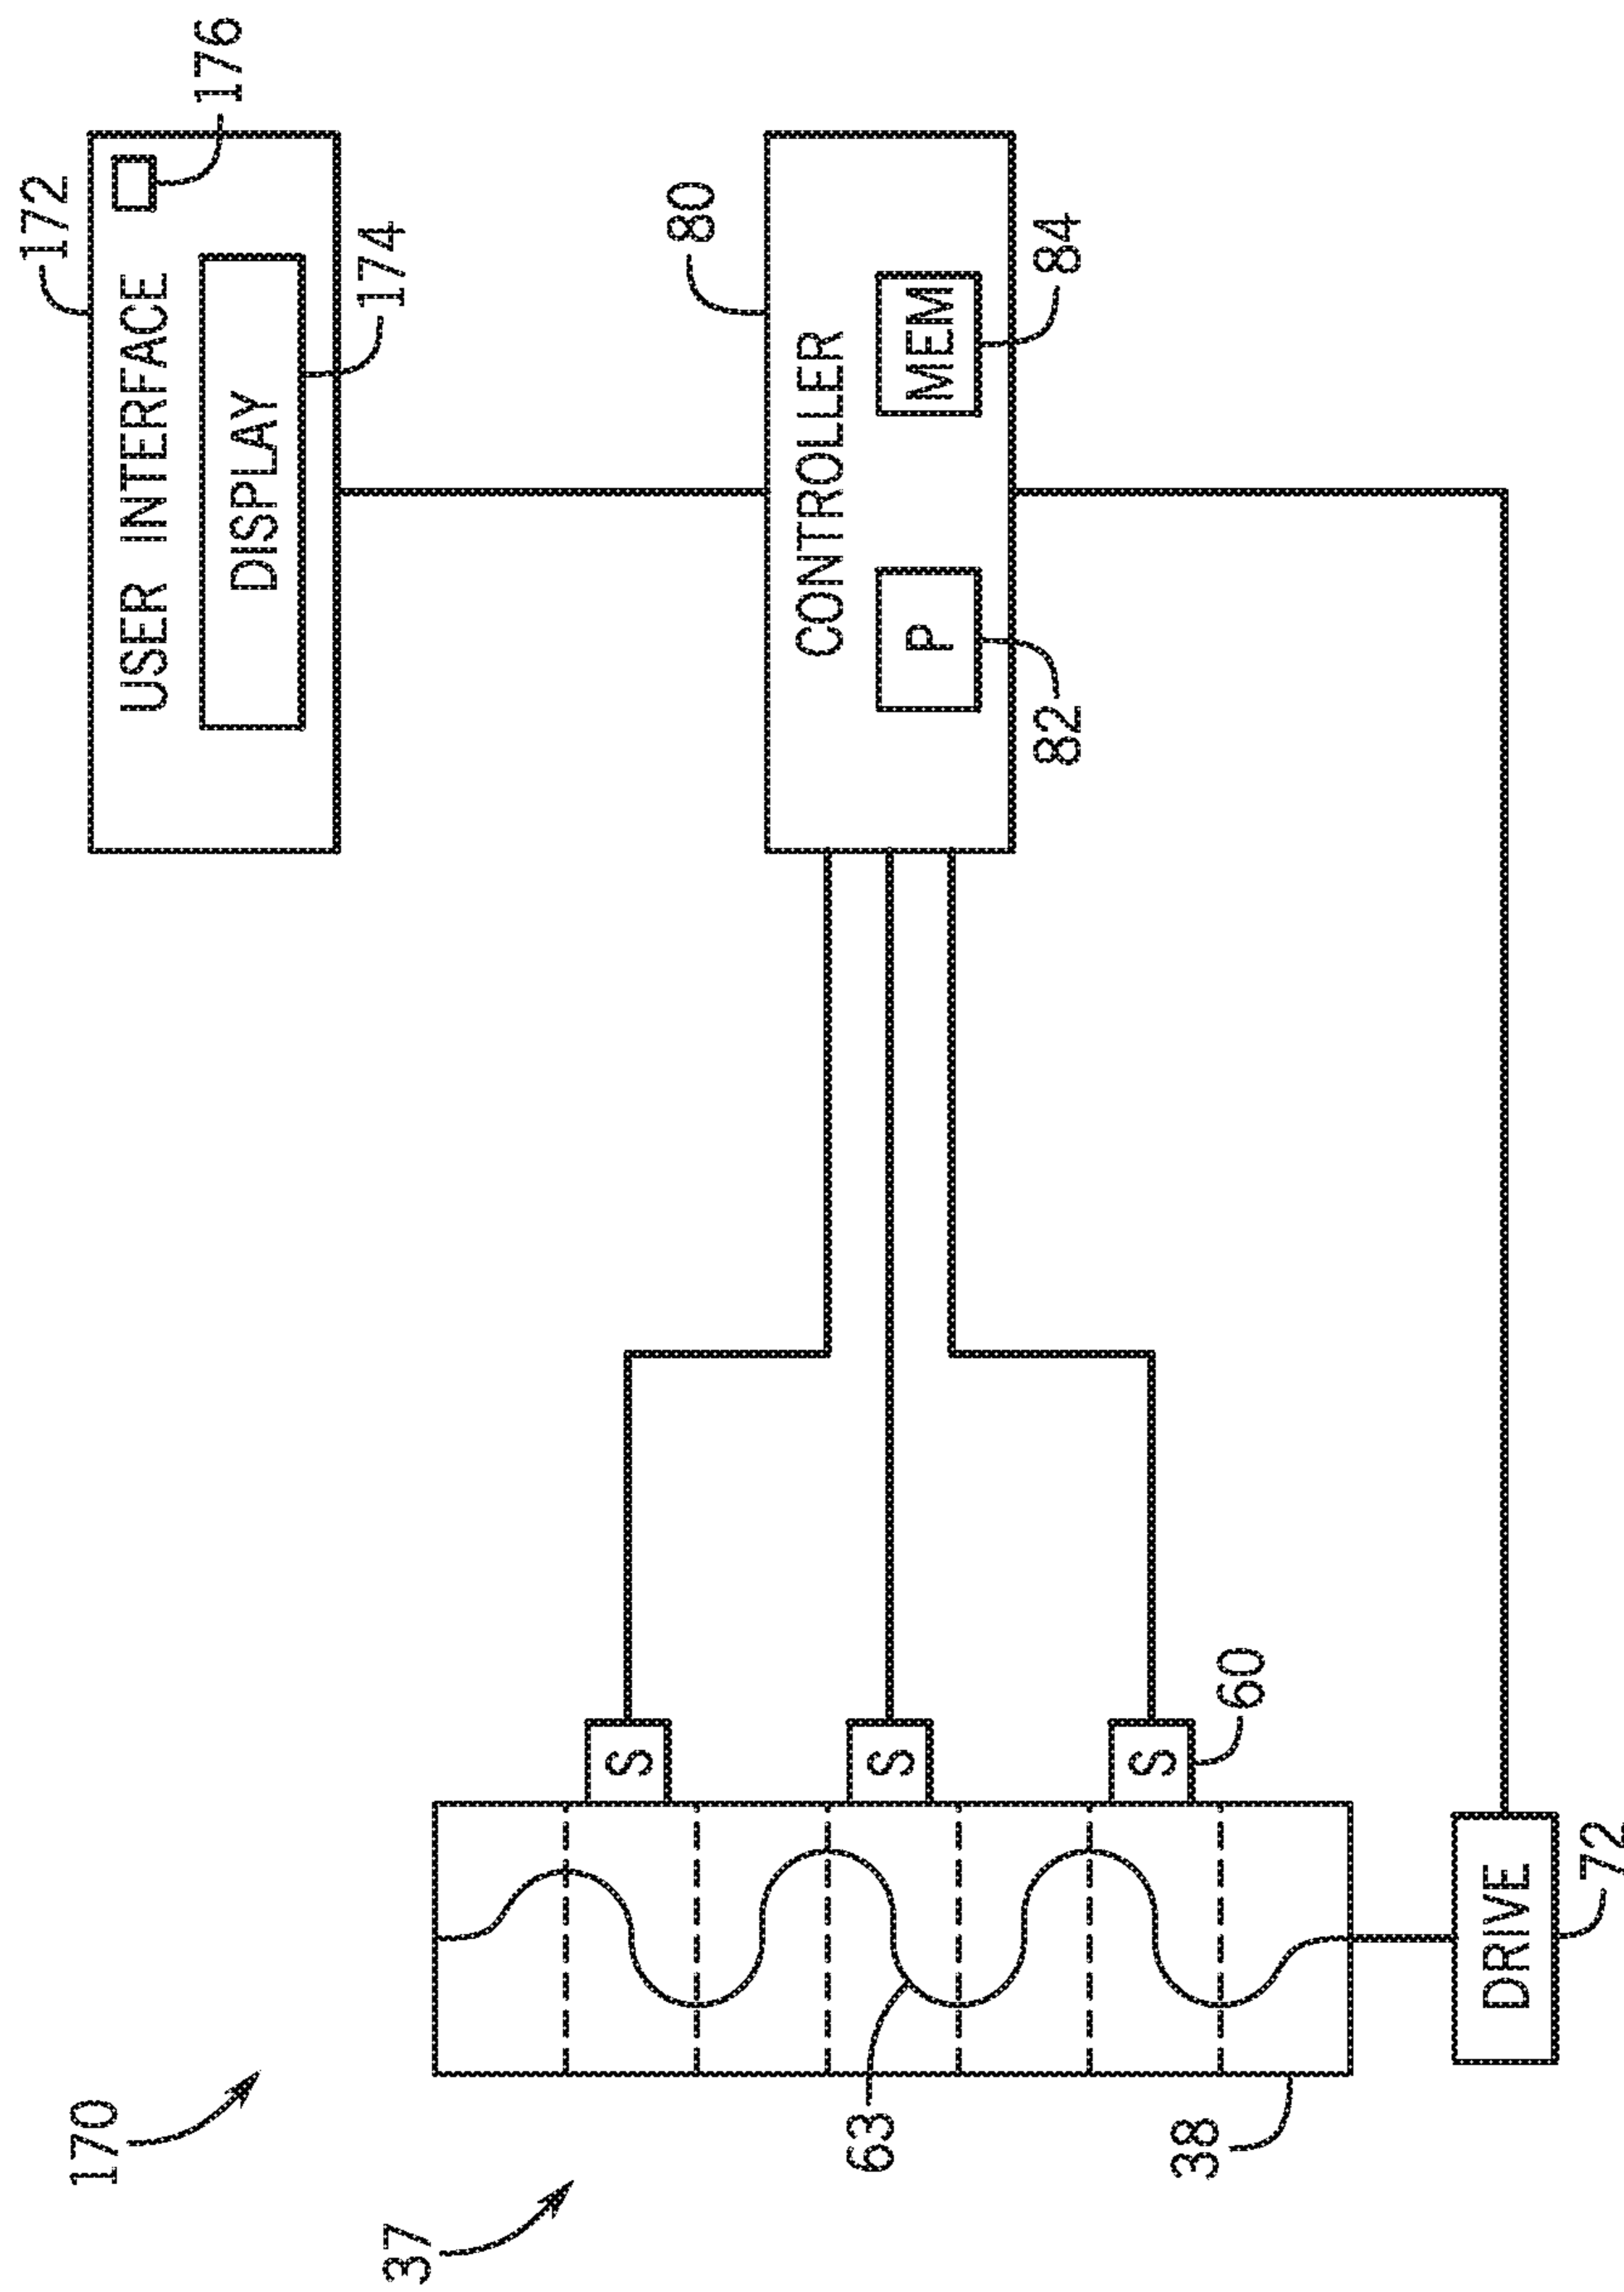 170
37
172
USER INTERFACE
176
DISPLAY
174
80
CONTROLLER
P
MEM
82
84
S
S
S
60
63
38
DRIVE
72